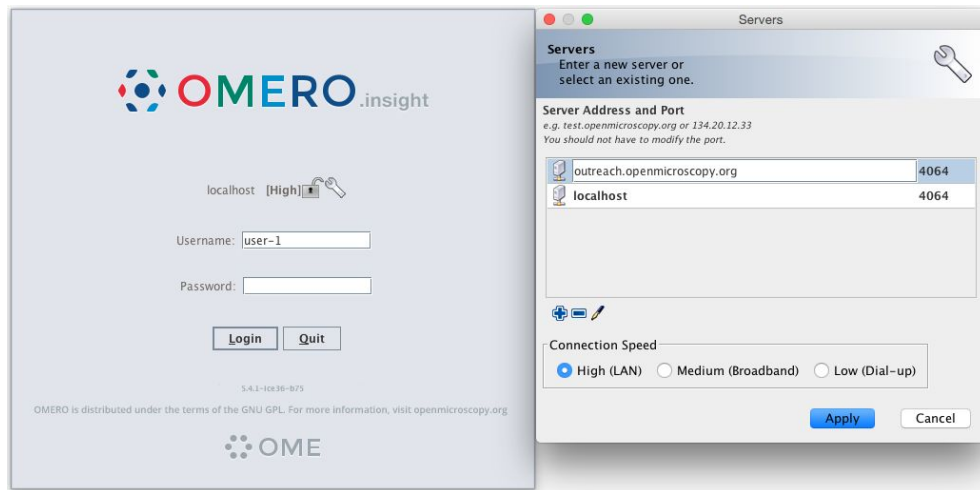 OMERO.insight
localhost [High]
Username: user-1
Password:
Login Quit
5.4.1-ice36-b75
OMERO is distributed under the terms of the GNU GPL. For more information, visit openmicroscopy.org
OME
Servers
Servers
Enter a new server or
select an existing one.
Server Address and Port
e.g. test.openmicroscopy.org or 134.20.12.33
You should not have to modify the port.
outreach.openmicroscopy.org 4064
localhost 4064
Connection Speed
High (LAN) Medium (Broadband) Low (Dial-up)
Apply Cancel